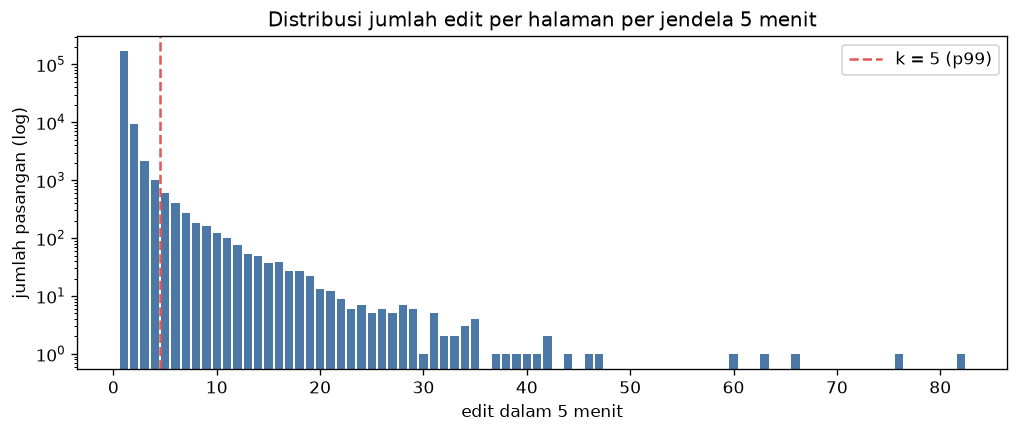 Distribusi jumlah edit per halaman per jendela 5 menit
k = 5 (p99)
jumlah pasangan (log)
10⁵
10⁴
10³
10²
10¹
10⁰
0 10 20 30 40 50 60 70 80
edit dalam 5 menit